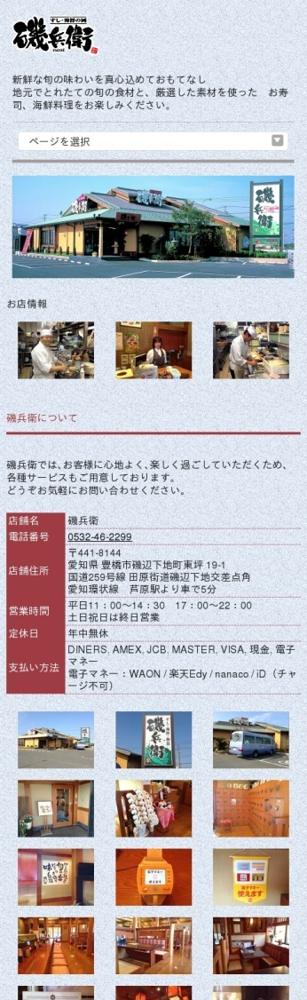 すし・海鮮の國
磯兵衛
isobē
新鮮な旬の味わいを真心込めておもてなし
地元でとれたての旬の食材と、厳選した素材を使った　お寿
司、海鮮料理をお楽しみください。
ページを選択
磯兵衛
お店情報
磯兵衛について
磯兵衛では､お客様に心地よく､楽しく過ごしていただくため、
各種サービスもご用意しております。
どうぞお気軽にお問い合わせください。
店舗名 磯兵衛
電話番号 0532-46-2299
店舗住所
〒441-8144
愛知県 豊橋市磯辺下地町東坪 19-1
国道259号線 田原街道磯辺下地交差点角
愛知環状線　芦原駅より車で5分
営業時間
平日11：00〜14：30　17：00〜22：00
土日祝日は終日営業
定休日 年中無休
支払い方法
DINERS, AMEX, JCB, MASTER, VISA, 現金, 電子
マネー
電子マネー：WAON / 楽天Edy / nanaco / iD（チャ
ージ不可）
磯兵衛
電子マネー
使えます
電子マネー
使えます